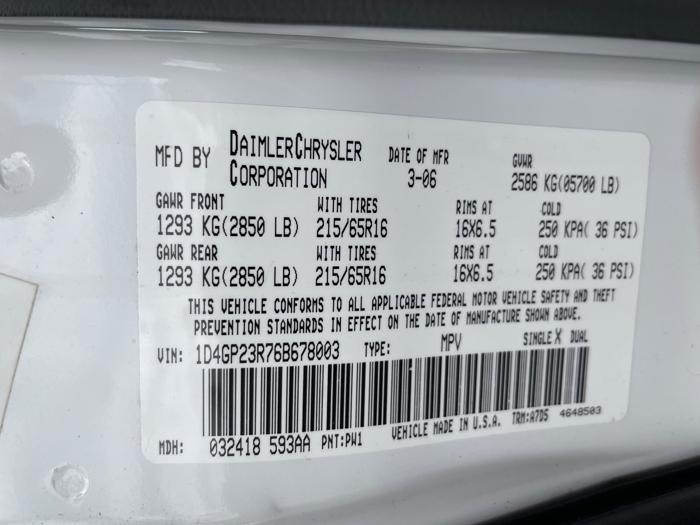 MFD BY DAIMLERCHRYSLER CORPORATION DATE OF MFR 3-06 GVWR 2586 KG(05700 LB)
GAWR FRONT WITH TIRES RIMS AT COLD
1293 KG(2850 LB) 215/65R16 16X6.5 250 KPA( 36 PSI)
GAWR REAR WITH TIRES RIMS AT COLD
1293 KG(2850 LB) 215/65R16 16X6.5 250 KPA( 36 PSI)
THIS VEHICLE CONFORMS TO ALL APPLICABLE FEDERAL MOTOR VEHICLE SAFETY AND THEFT
PREVENTION STANDARDS IN EFFECT ON THE DATE OF MANUFACTURE SHOWN ABOVE.
VIN: 1D4GP23R76B678003 TYPE: MPV SINGLE X DUAL
MDH: 032418 593AA PNT:PW1 VEHICLE MADE IN U.S.A. TRM:A7D5 4648503